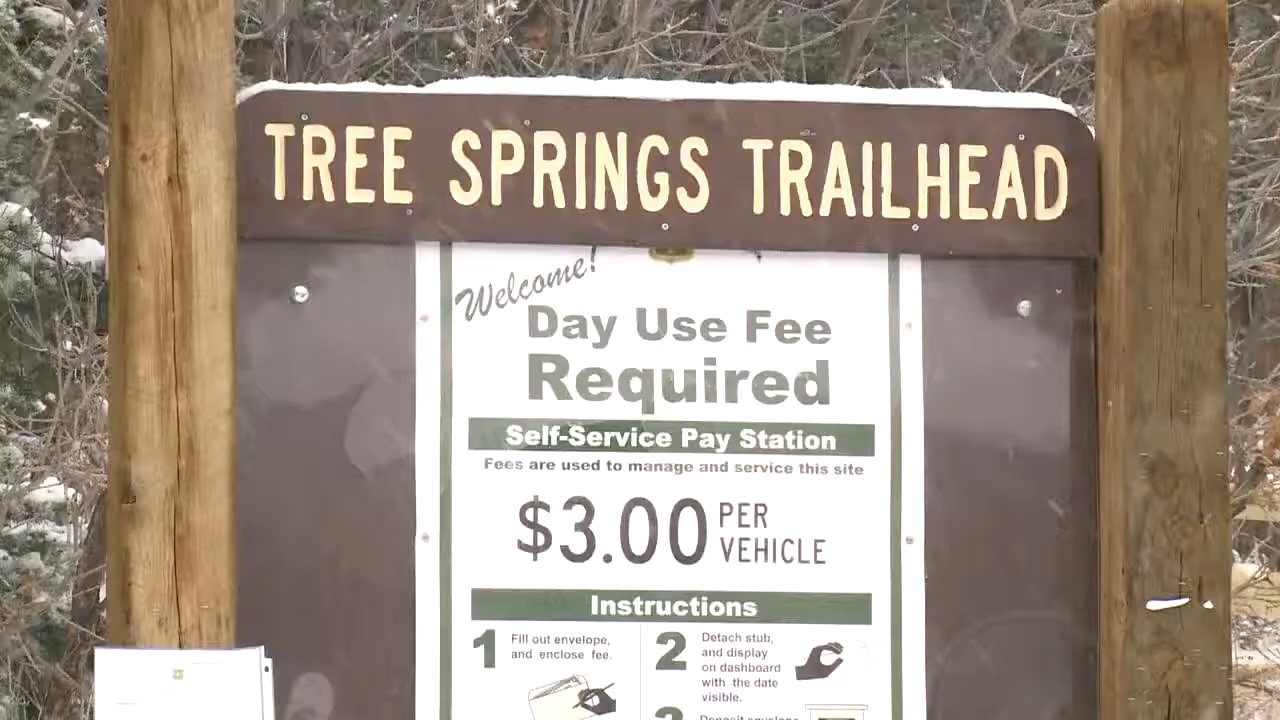 TREE SPRINGS TRAILHEAD
Welcome!
Day Use Fee
Required
Self-Service Pay Station
Fees are used to manage and service this site
$3.00 PER
VEHICLE
Instructions
1 Fill out envelope,
and enclose fee.
2 Detach stub,
and display
on dashboard
with the date
visible.
3 Deposit envelope